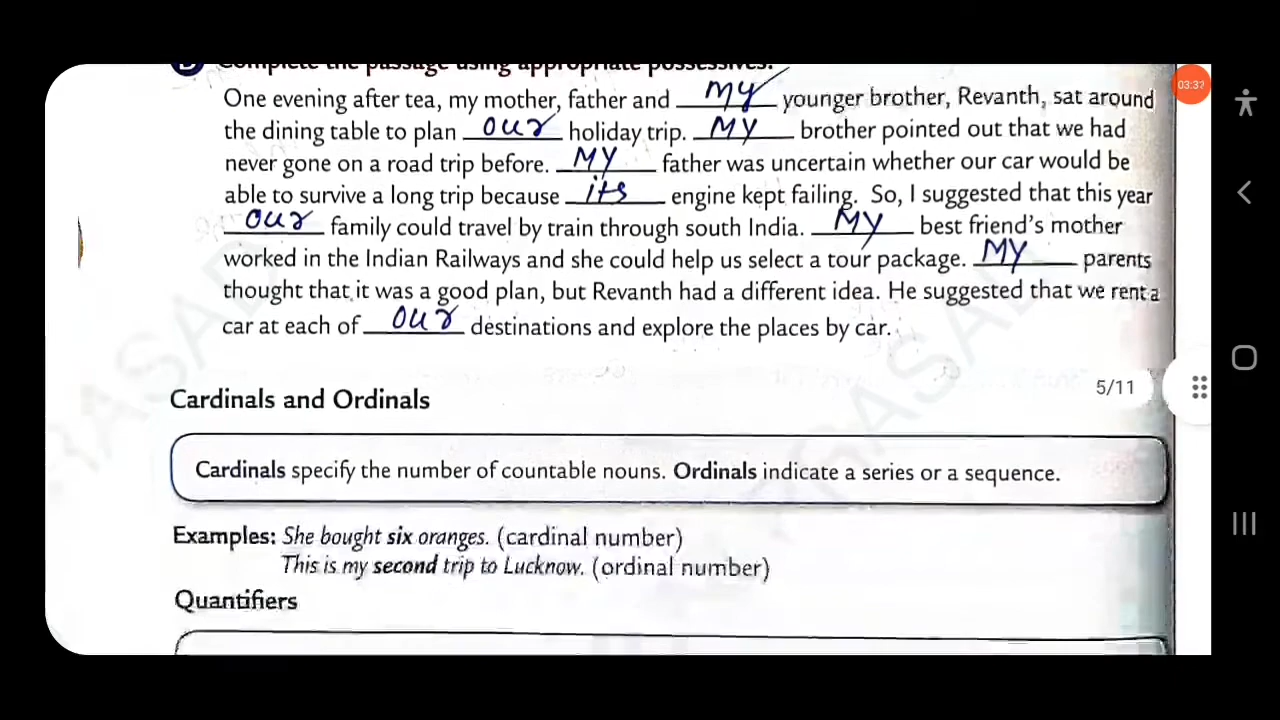 D Complete the passage using appropriate possessives.
03:32
One evening after tea, my mother, father and my younger brother, Revanth, sat around
the dining table to plan our holiday trip. My brother pointed out that we had
never gone on a road trip before. My father was uncertain whether our car would be
able to survive a long trip because its engine kept failing. So, I suggested that this year
our family could travel by train through south India. My best friend's mother
worked in the Indian Railways and she could help us select a tour package. My parents
thought that it was a good plan, but Revanth had a different idea. He suggested that we rent a
car at each of our destinations and explore the places by car.
5/11
Cardinals and Ordinals
Cardinals specify the number of countable nouns. Ordinals indicate a series or a sequence.
Examples: She bought six oranges. (cardinal number)
This is my second trip to Lucknow. (ordinal number)
Quantifiers